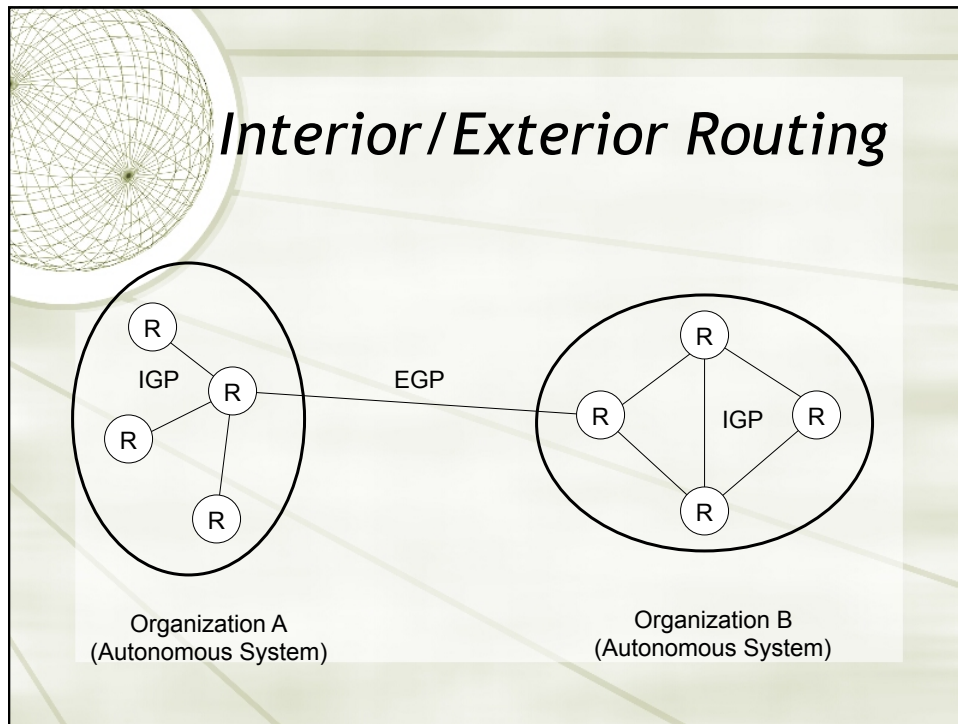 Interior/Exterior Routing
R
IGP
R
R
R
EGP
R
R
IGP
R
R
Organization A
(Autonomous System)
Organization B
(Autonomous System)